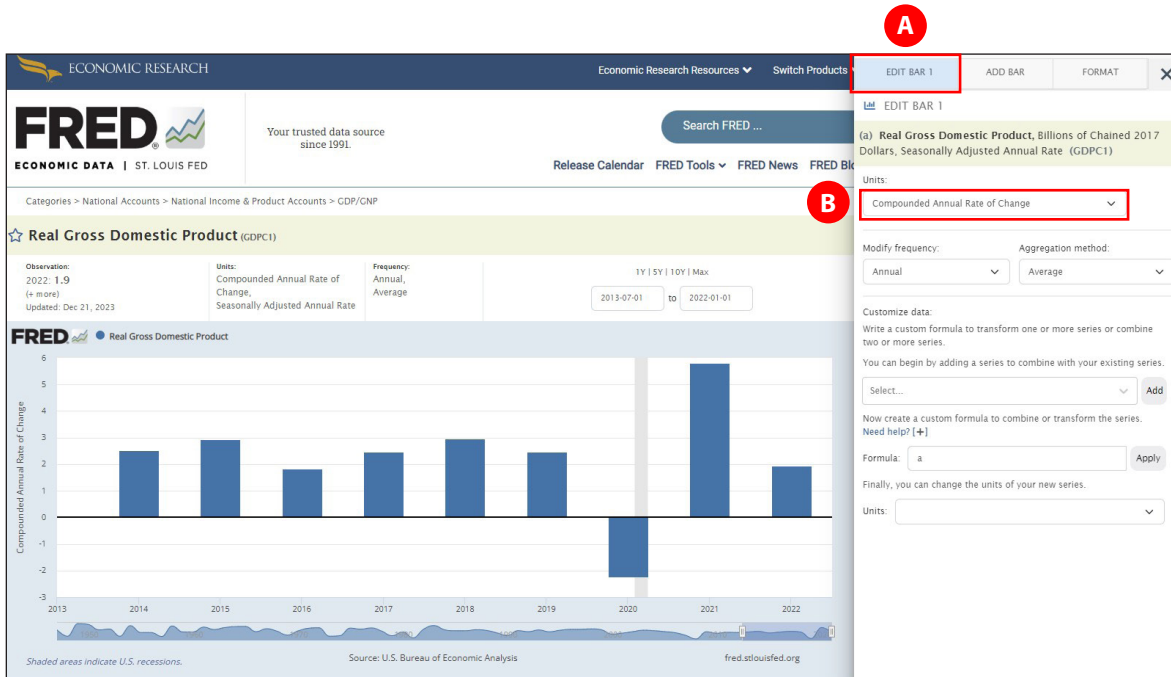 A
ECONOMIC RESEARCH
Economic Research Resources
Switch Products
EDIT BAR 1
ADD BAR
FORMAT
FRED
ECONOMIC DATA | ST. LOUIS FED
Your trusted data source
since 1991.
Search FRED ...
Release Calendar FRED Tools FRED News FRED
EDIT BAR 1
(a) Real Gross Domestic Product, Billions of Chained 2017
Dollars, Seasonally Adjusted Annual Rate (GDPC1)
Units:
B
Compounded Annual Rate of Change
Categories > National Accounts > National Income & Product Accounts > GDP/GNP
Real Gross Domestic Product (GDPC1)
Observation:
2022: 1.9
(+ more)
Updated: Dec 21, 2023
Units:
Compounded Annual Rate of
Change,
Seasonally Adjusted Annual Rate
Frequency:
Annual,
Average
1Y | 5Y | 10Y | Max
2013-07-01 to 2022-01-01
Modify frequency:
Aggregation method:
Annual
Average
Customize data:
Write a custom formula to transform one or more series or combine
two or more series.
You can begin by adding a series to combine with your existing series.
Select...
Add
Now create a custom formula to combine or transform the series.
Need help? [+]
Formula: a
Apply
Finally, you can change the units of your new series.
Units:
FRED
Real Gross Domestic Product
Compounded Annual Rate of Change
6
5
4
3
2
1
0
-1
-2
-3
2013 2014 2015 2016 2017 2018 2019 2020 2021 2022
Shaded areas indicate U.S. recessions.
Source: U.S. Bureau of Economic Analysis
fred.stlouisfed.org